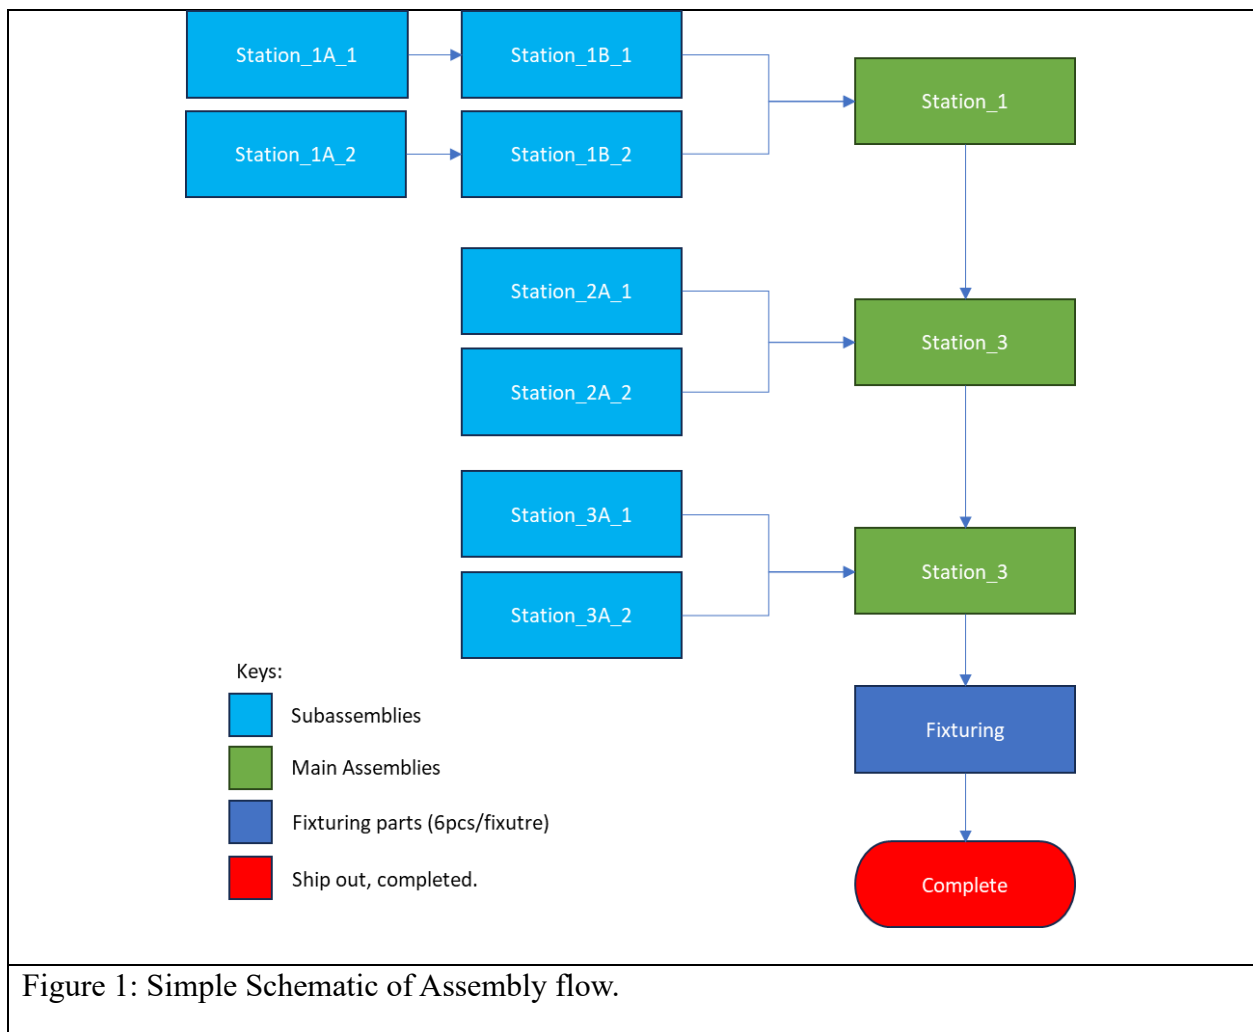 Station_1A_1
Station_1B_1
Station_1
Station_1A_2
Station_1B_2
Station_2A_1
Station_3
Station_2A_2
Station_3A_1
Station_3
Station_3A_2
Keys:
Subassemblies
Fixturing
Main Assemblies
Fixturing parts (6pcs/fixutre)
Ship out, completed.
Complete
Figure 1: Simple Schematic of Assembly flow.